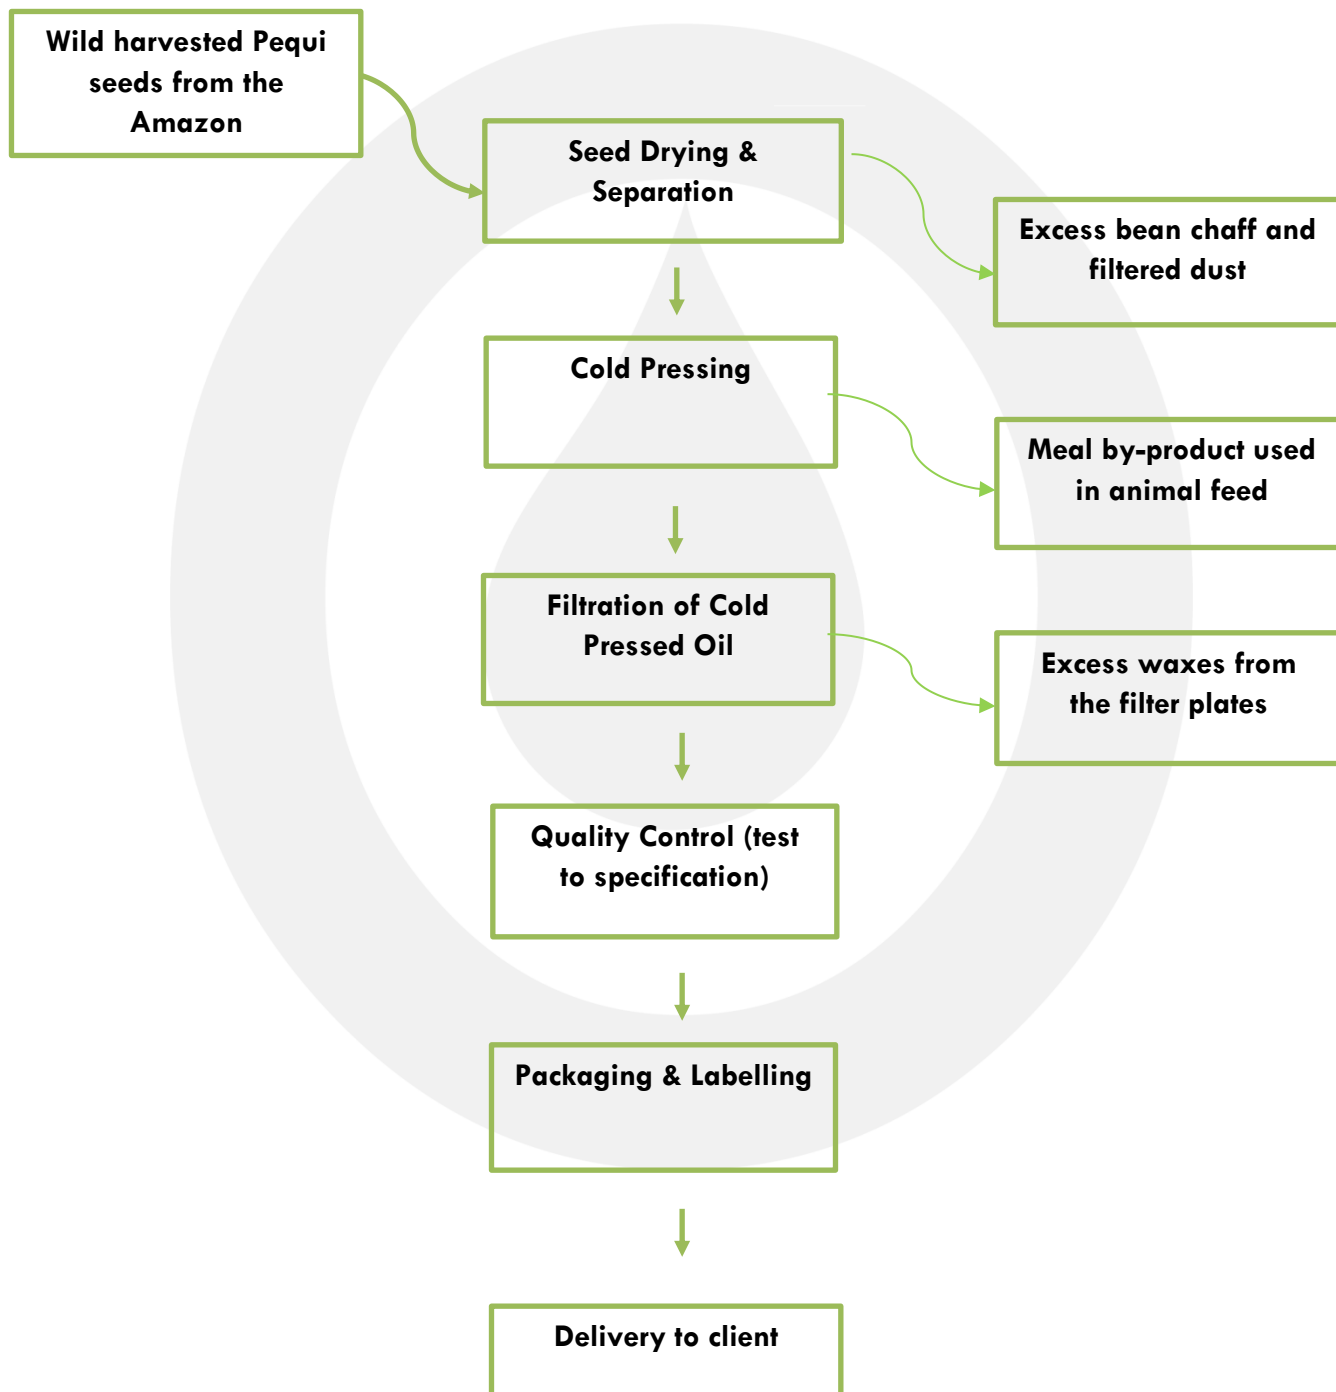 Wild harvested Pequi
seeds from the
Amazon
Seed Drying &
Separation
Excess bean chaff and
filtered dust
Cold Pressing
Meal by-product used
in animal feed
Filtration of Cold
Pressed Oil
Excess waxes from
the filter plates
Quality Control (test
to specification)
Packaging & Labelling
Delivery to client